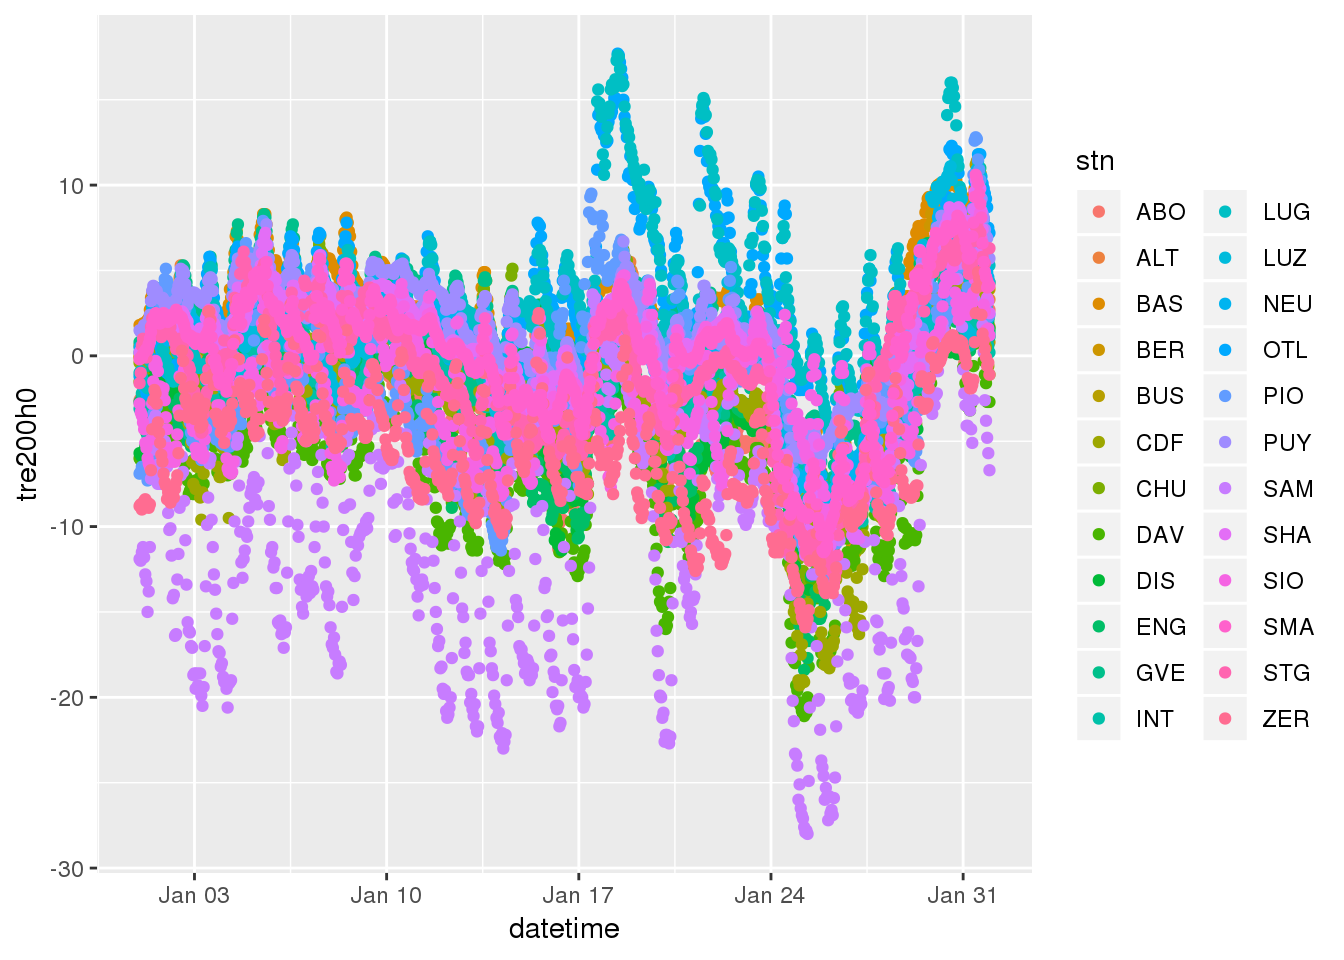 10
0
-10
-20
-30
tre200h0
Jan 03
Jan 10
Jan 17
Jan 24
Jan 31
datetime
stn
ABO
ALT
BAS
BER
BUS
CDF
CHU
DAV
DIS
ENG
GVE
INT
LUG
LUZ
NEU
OTL
PIO
PUY
SAM
SHA
SIO
SMA
STG
ZER